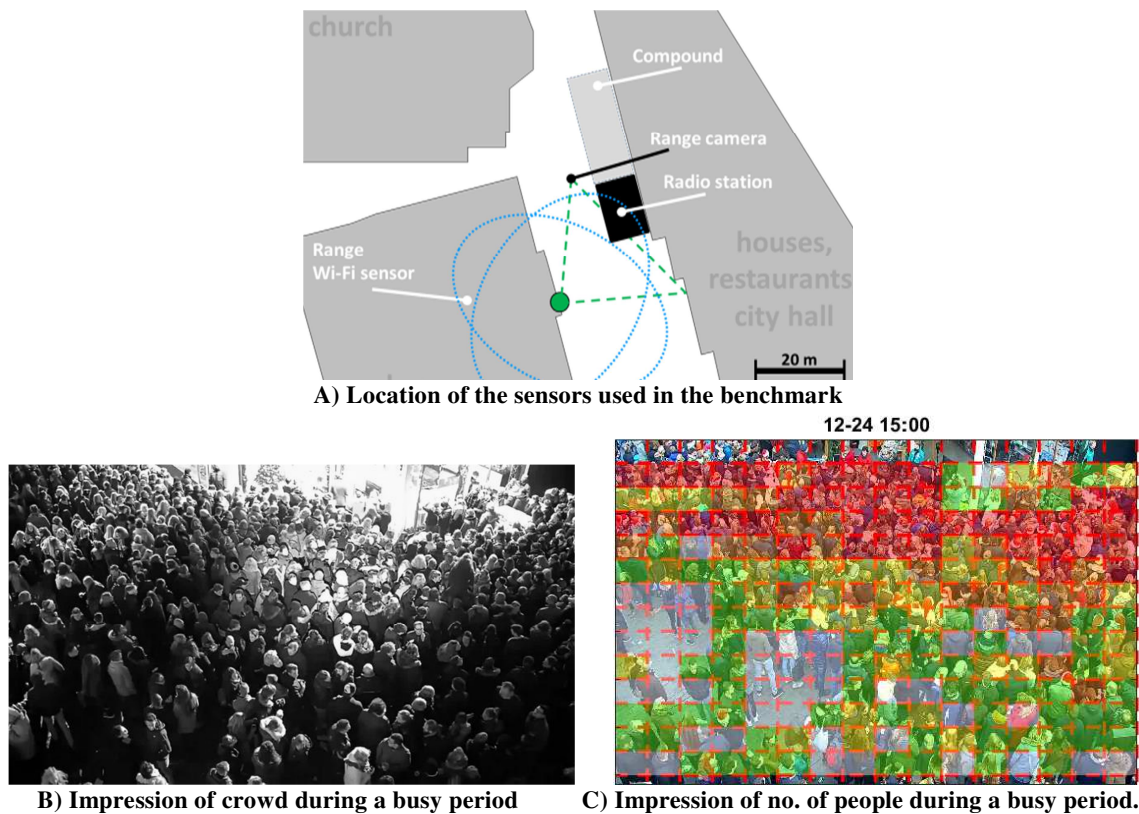 church
Compound
Range camera
Radio station
Range
Wi-Fi sensor
houses,
restaurants
city hall
20 m
A) Location of the sensors used in the benchmark
12-24 15:00
B) Impression of crowd during a busy period
C) Impression of no. of people during a busy period.